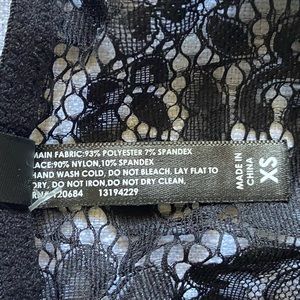 MAIN FABRIC:93% POLYESTER 7% SPANDEX
LACE:90% NYLON,10% SPANDEX
HAND WASH COLD, DO NOT BLEACH, LAY FLAT TO
DRY, DO NOT IRON,DO NOT DRY CLEAN.
120684 13194229
MADE IN
CHINA
XS